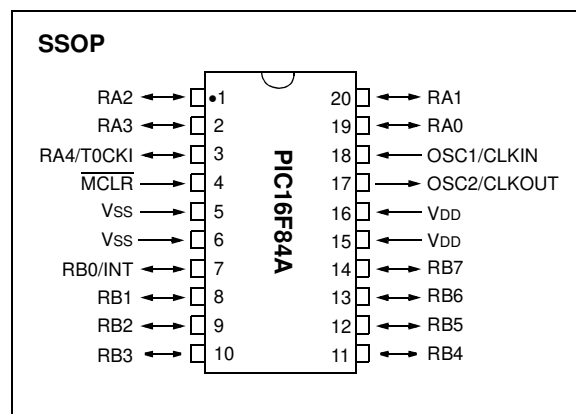 SSOP
RA2 1 20 RA1
RA3 2 19 RA0
RA4/T0CKI 3 18 OSC1/CLKIN
MCLR 4 17 OSC2/CLKOUT
VSS 5 16 VDD
VSS 6 15 VDD
RB0/INT 7 14 RB7
RB1 8 13 RB6
RB2 9 12 RB5
RB3 10 11 RB4
PIC16F84A